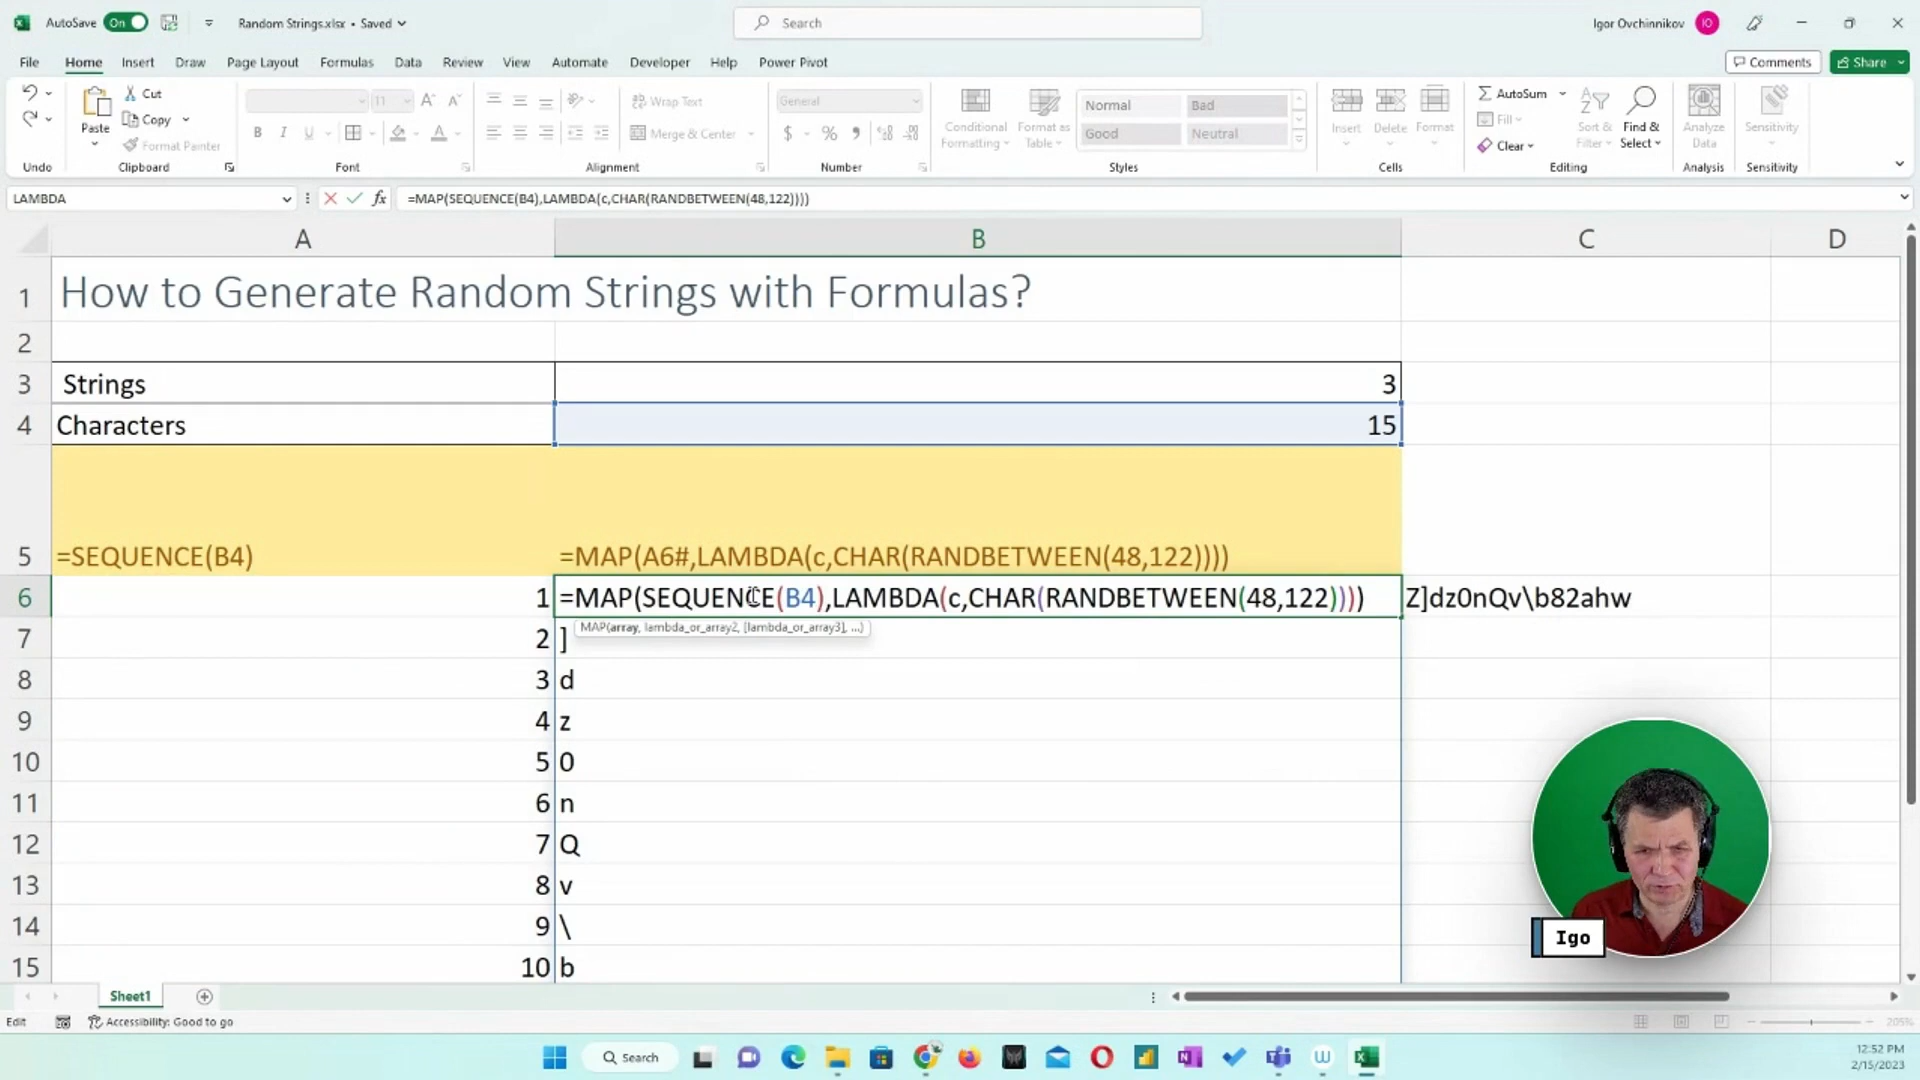 AutoSave On Random Strings.xlsx • Saved Search Igor Ovchinnikov IO
File Home Insert Draw Page Layout Formulas Data Review View Automate Developer Help Power Pivot Comments Share
Cut
Copy
Format Painter
Paste
11
Wrap Text
Merge & Center
General
Conditional Formatting
Format as Table
Normal Bad
Good Neutral
Insert Delete Format
AutoSum
Fill
Clear
Sort & Filter
Find & Select
Analyze Data
Sensitivity
Undo Clipboard Font Alignment Number Styles Cells Editing Analysis Sensitivity
LAMBDA fx =MAP(SEQUENCE(B4),LAMBDA(c,CHAR(RANDBETWEEN(48,122))))
A B C D
1 How to Generate Random Strings with Formulas?
2
3 Strings 3
4 Characters 15
5 =SEQUENCE(B4) =MAP(A6#,LAMBDA(c,CHAR(RANDBETWEEN(48,122))))
6 1 =MAP(SEQUENCE(B4),LAMBDA(c,CHAR(RANDBETWEEN(48,122)))) Z]dz0nQv\b82ahw
MAP(array, lambda_or_array2, [lambda_or_array3], ...)
7 2 ]
8 3 d
9 4 z
10 5 0
11 6 n
12 7 Q
13 8 v
14 9 \
15 10 b
Igo
Sheet1
Edit Accessibility: Good to go 205%
Search
12:52 PM
2/15/2023